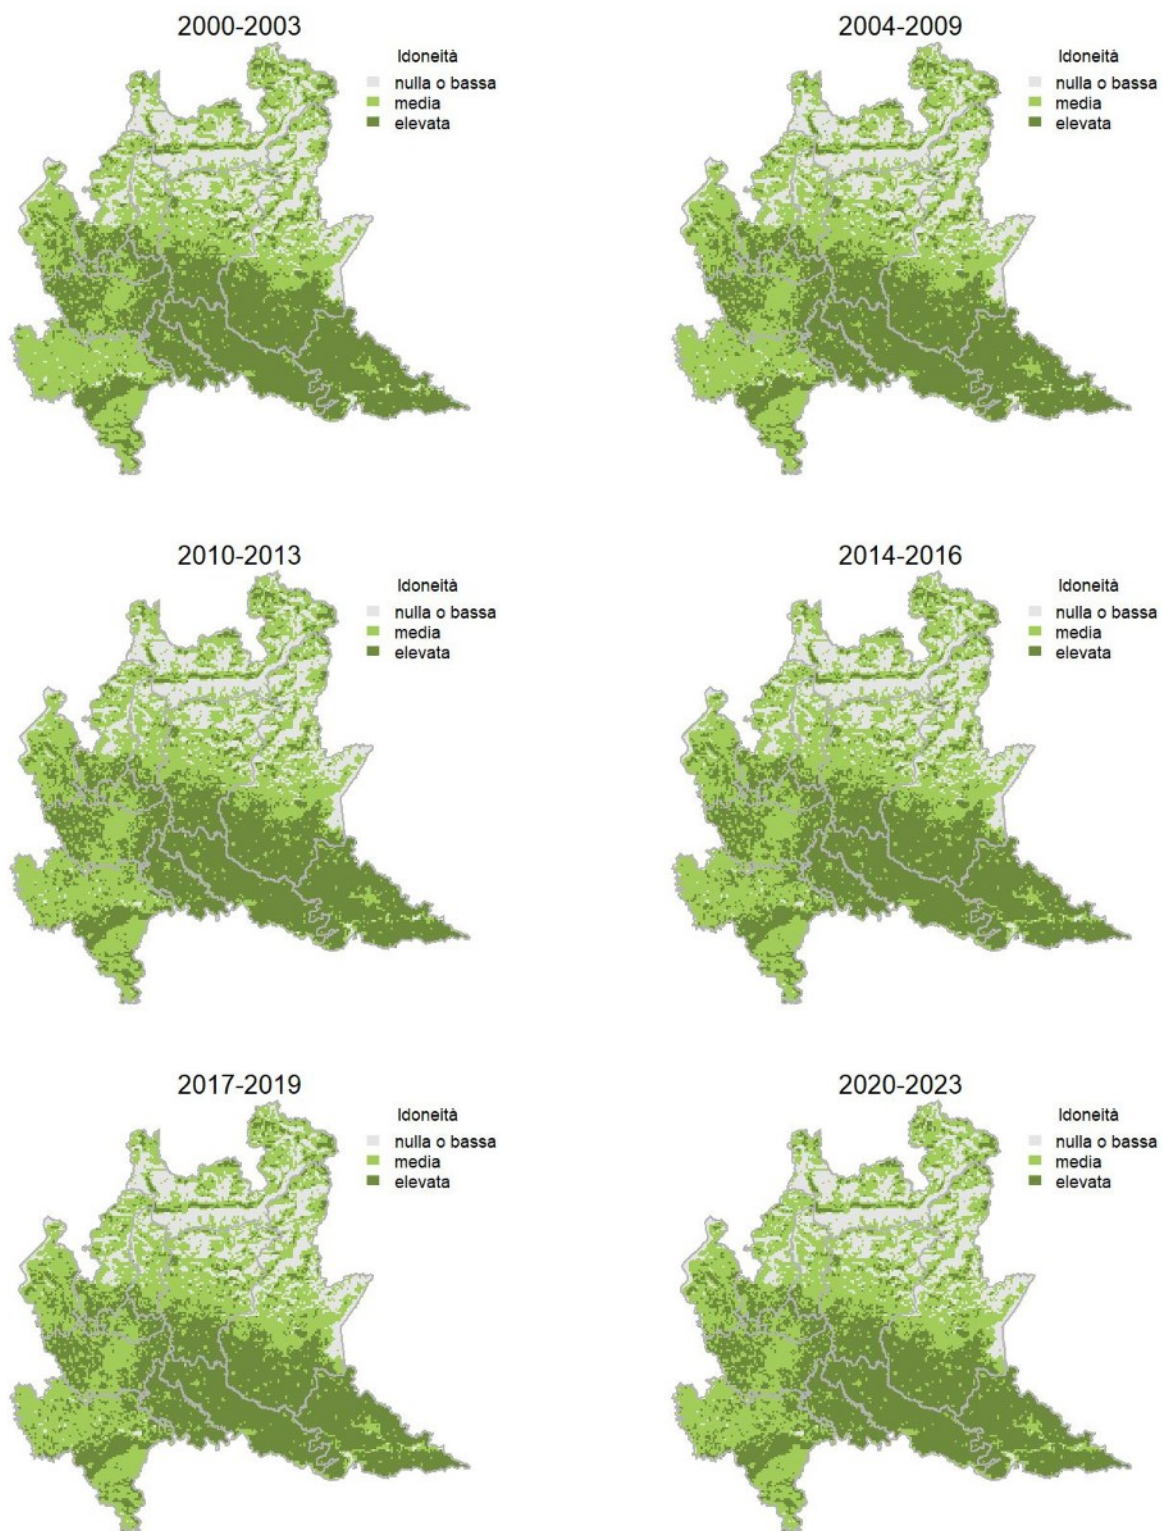 2000-2003
Idoneità
nulla o bassa
media
elevata
2004-2009
Idoneità
nulla o bassa
media
elevata
2010-2013
Idoneità
nulla o bassa
media
elevata
2014-2016
Idoneità
nulla o bassa
media
elevata
2017-2019
Idoneità
nulla o bassa
media
elevata
2020-2023
Idoneità
nulla o bassa
media
elevata